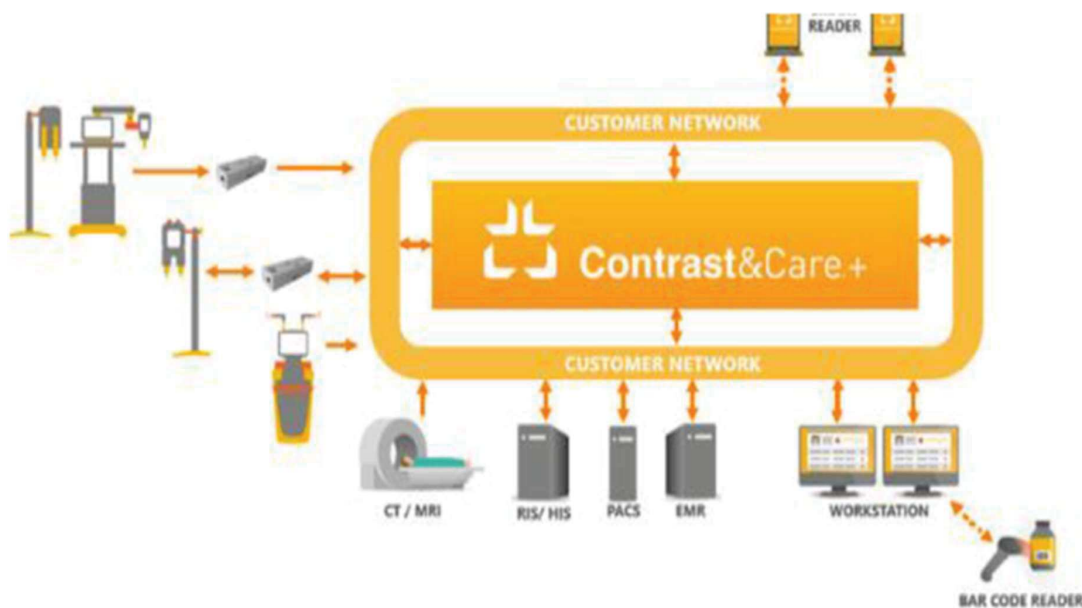 READER
CUSTOMER NETWORK
Contrast&Care.+
CUSTOMER NETWORK
CT / MRI
RIS/ HIS
PACS
EMR
WORKSTATION
BAR CODE READER